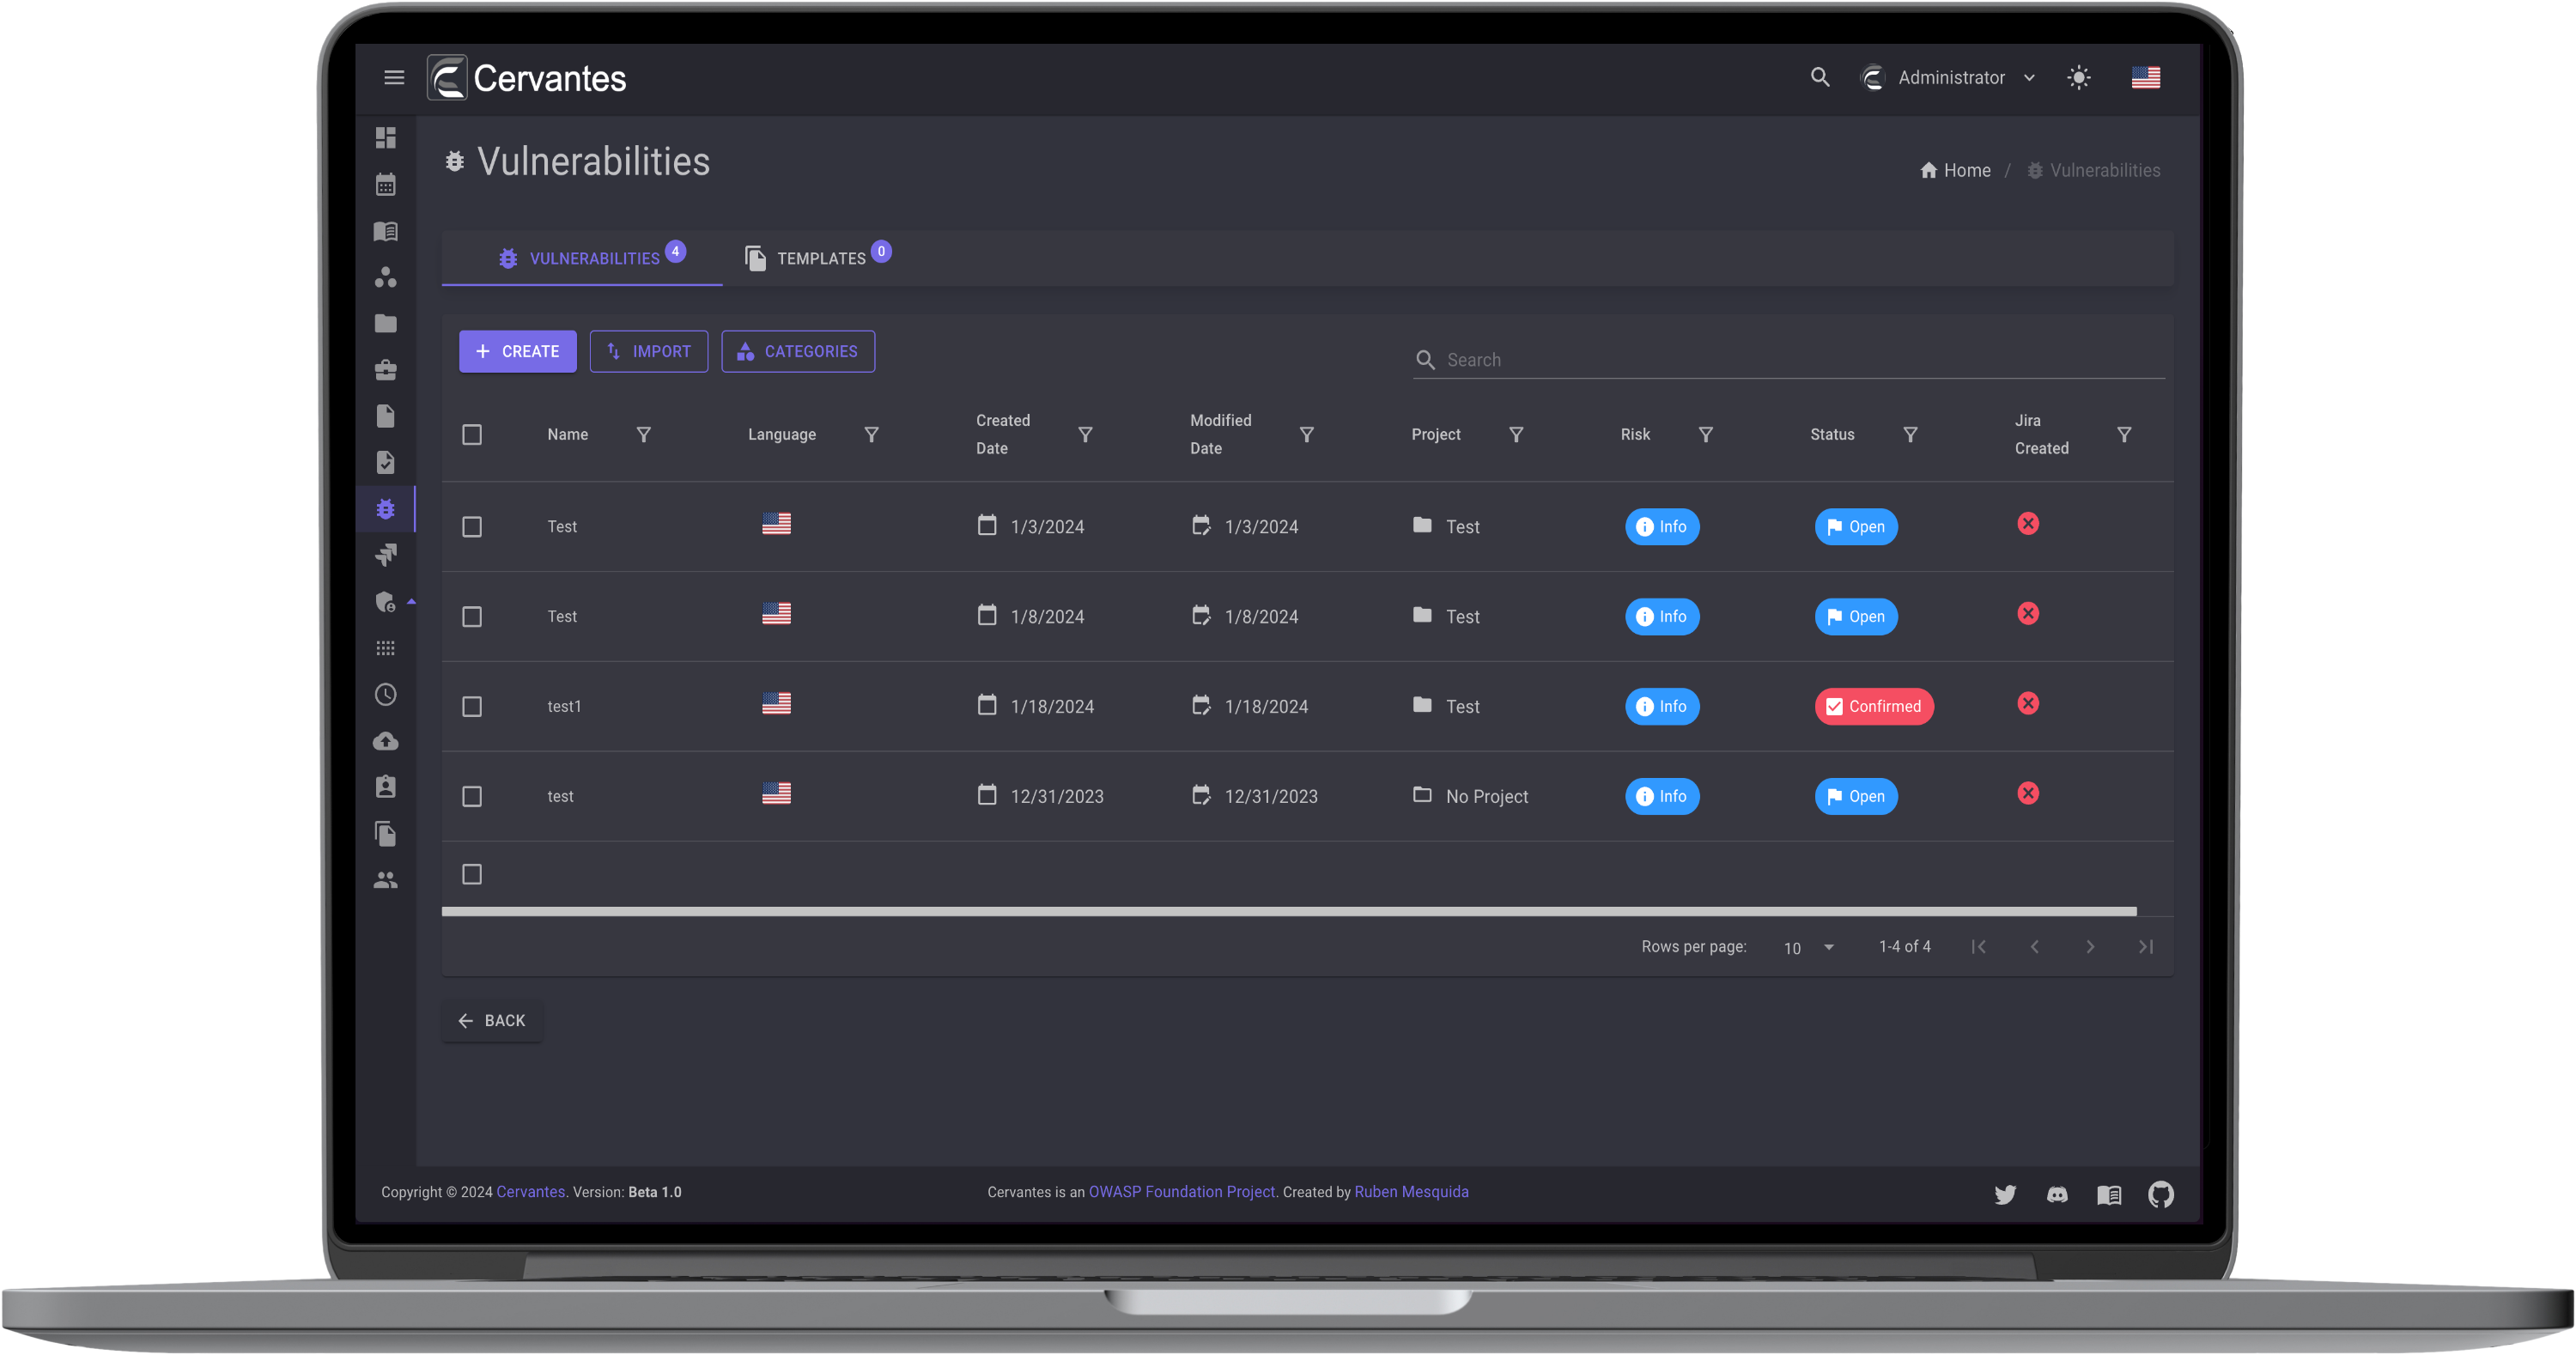 Cervantes
Administrator
Vulnerabilities
Home / Vulnerabilities
VULNERABILITIES 4
TEMPLATES 0
CREATE
IMPORT
CATEGORIES
Search
Name
Language
Created Date
Modified Date
Project
Risk
Status
Jira Created
Test 1/3/2024 1/3/2024 Test Info Open
Test 1/8/2024 1/8/2024 Test Info Open
test1 1/18/2024 1/18/2024 Test Info Confirmed
test 12/31/2023 12/31/2023 No Project Info Open
Rows per page: 10 1-4 of 4
BACK
Copyright © 2024 Cervantes. Version: Beta 1.0
Cervantes is an OWASP Foundation Project. Created by Ruben Mesquida